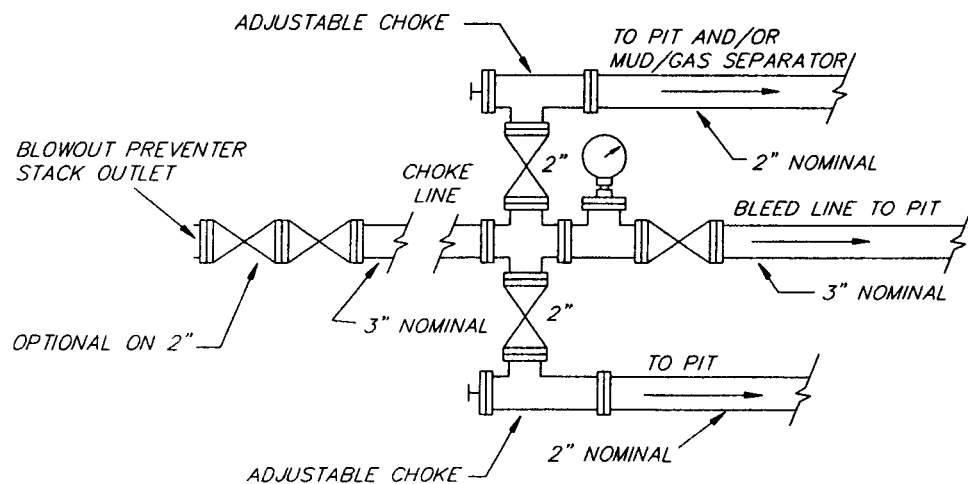 ADJUSTABLE CHOKE
TO PIT AND/OR
MUD/GAS SEPARATOR
BLOWOUT PREVENTER
STACK OUTLET
CHOKE
LINE
2"
2" NOMINAL
BLEED LINE TO PIT
3" NOMINAL
3" NOMINAL
2"
OPTIONAL ON 2"
TO PIT
2" NOMINAL
ADJUSTABLE CHOKE